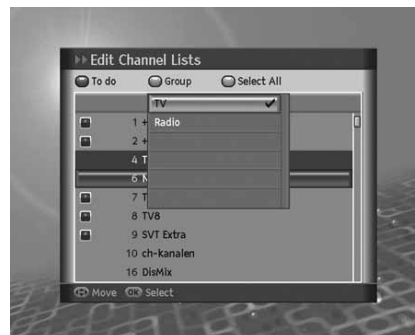 Edit Channel Lists
To do Group Select All
TV
Radio
1 +
2 +
4 T
6 N
7 T
8 TV8
9 SVT Extra
10 ch-kanalen
16 DisMix
Move OK Select